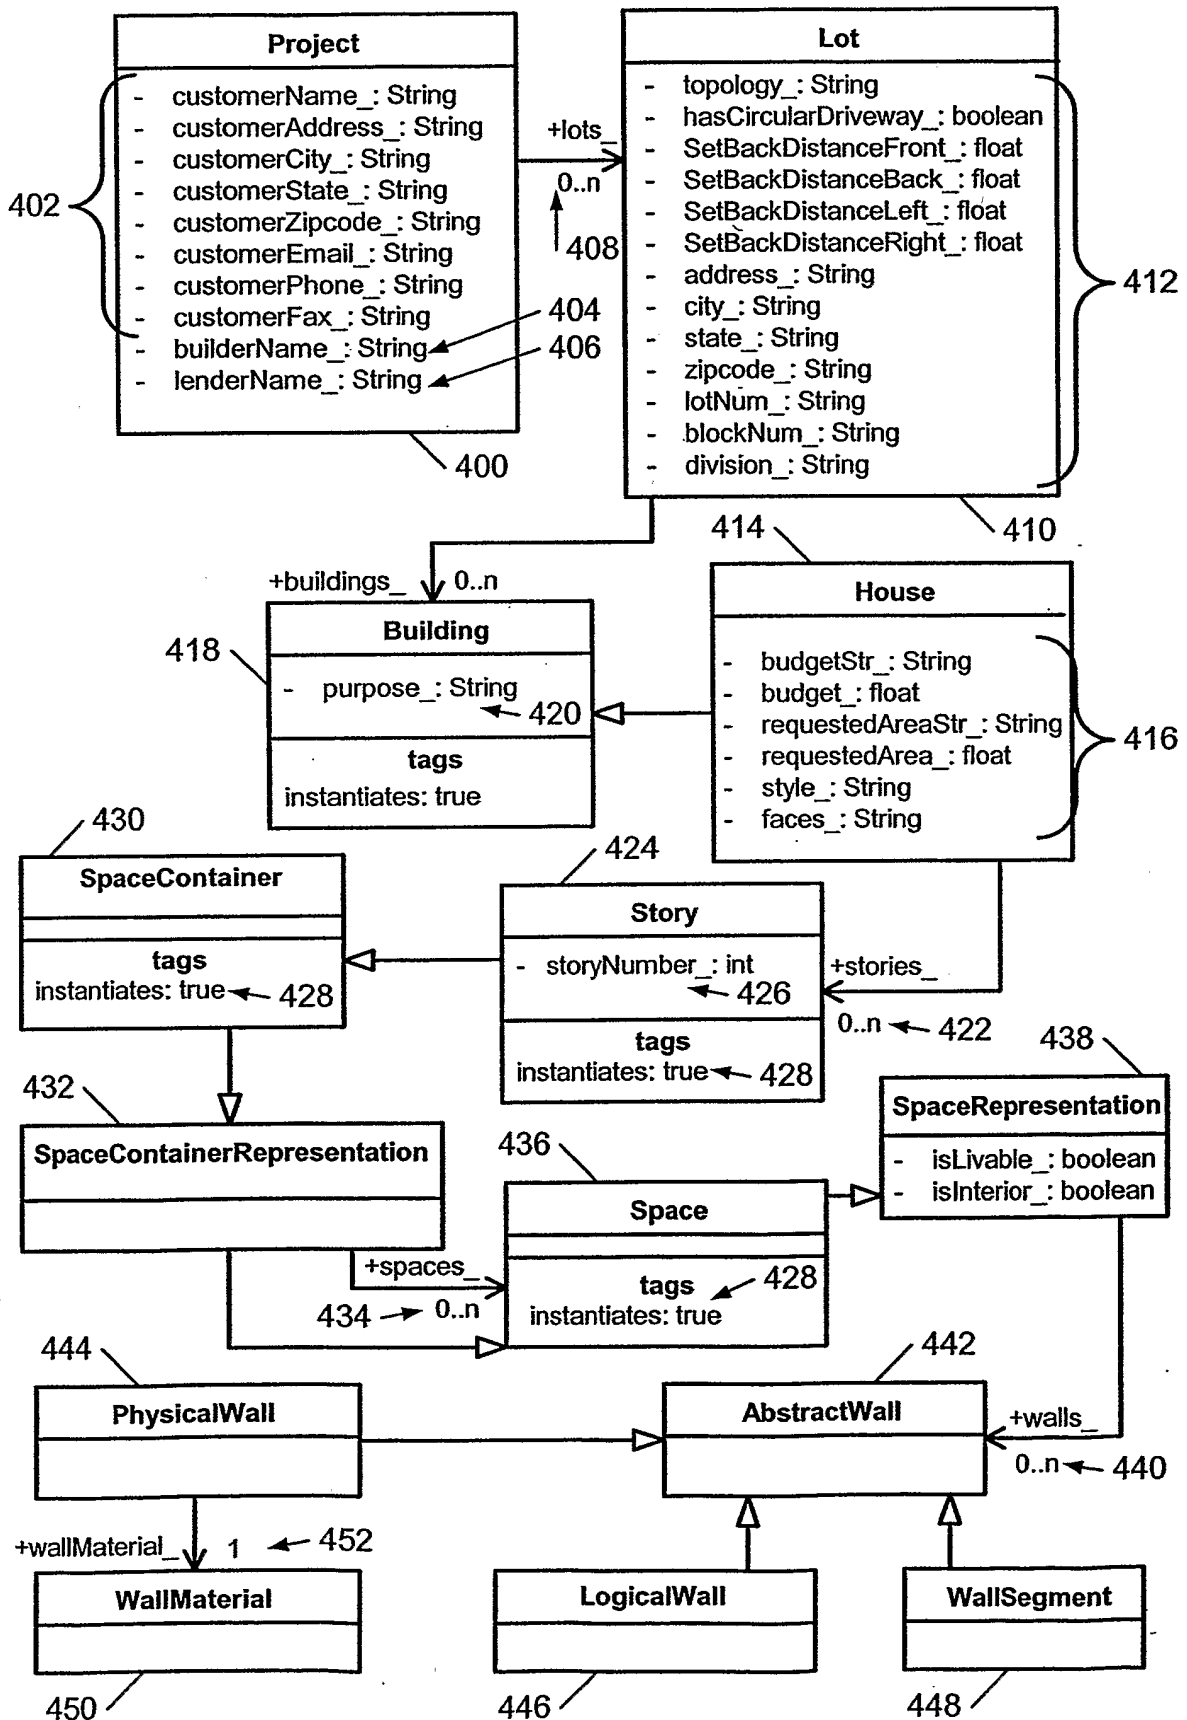 Project
- customerName_: String
- customerAddress_: String
- customerCity_: String
- customerState_: String
- customerZipcode_: String
- customerEmail_: String
- customerPhone_: String
- customerFax_: String
- builderName_: String
- lenderName_: String
402
404
406
400
+lots_
0..n
408
Lot
- topology_: String
- hasCircularDriveway_: boolean
- SetBackDistanceFront_: float
- SetBackDistanceBack_: float
- SetBackDistanceLeft_: float
- SetBackDistanceRight_: float
- address_: String
- city_: String
- state_: String
- zipcode_: String
- lotNum_: String
- blockNum_: String
- division_: String
412
410
+buildings_ 0..n
Building
- purpose_: String
420
tags
instantiates: true
418
414
House
- budgetStr_: String
- budget_: float
- requestedAreaStr_: String
- requestedArea_: float
- style_: String
- faces_: String
416
430
SpaceContainer
tags
instantiates: true
428
424
Story
- storyNumber_: int
426
tags
instantiates: true
428
+stories_
0..n
422
432
SpaceContainerRepresentation
+spaces_
434
0..n
436
Space
tags
428
instantiates: true
438
SpaceRepresentation
- isLivable_: boolean
- isInterior_: boolean
444
PhysicalWall
442
AbstractWall
+walls_
0..n
440
+wallMaterial_ 1
452
WallMaterial
450
LogicalWall
446
WallSegment
448